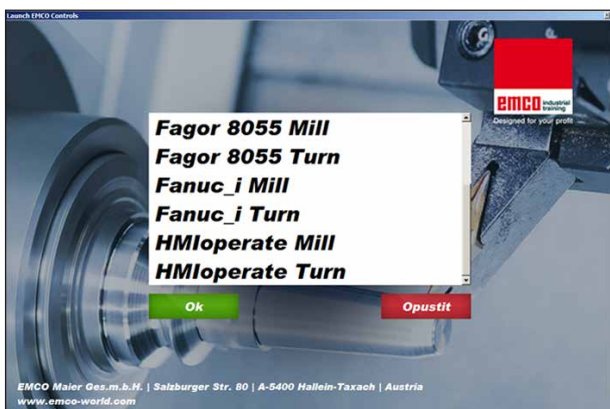 Launch EMCO Controls
emco industrial
training
Designed for your profit
Fagor 8055 Mill
Fagor 8055 Turn
Fanuc_i Mill
Fanuc_i Turn
HMIoperate Mill
HMIoperate Turn
Ok
Opustit
EMCO Maier Ges.m.b.H. | Salzburger Str. 80 | A-5400 Hallein-Taxach | Austria
www.emco-world.com